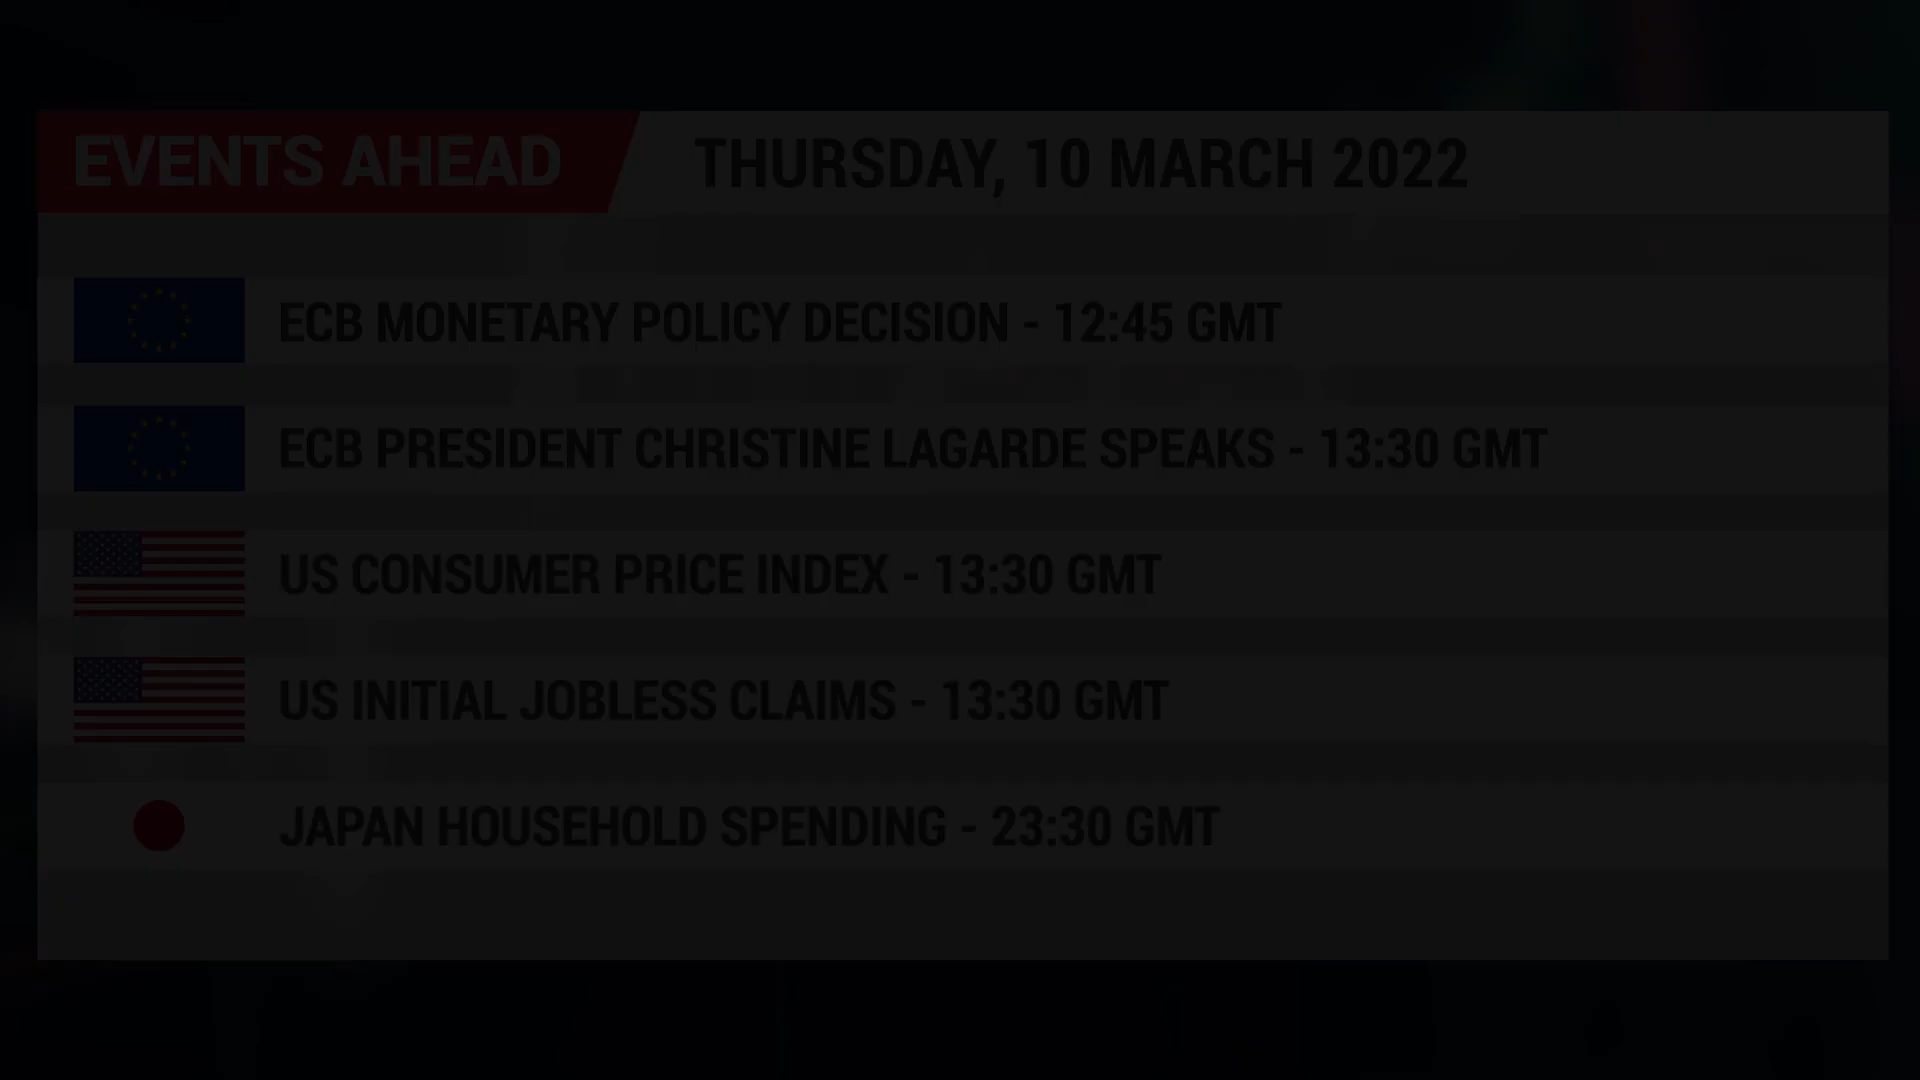 EVENTS AHEAD
THURSDAY, 10 MARCH 2022
ECB MONETARY POLICY DECISION - 12:45 GMT
ECB PRESIDENT CHRISTINE LAGARDE SPEAKS - 13:30 GMT
US CONSUMER PRICE INDEX - 13:30 GMT
US INITIAL JOBLESS CLAIMS - 13:30 GMT
JAPAN HOUSEHOLD SPENDING - 23:30 GMT